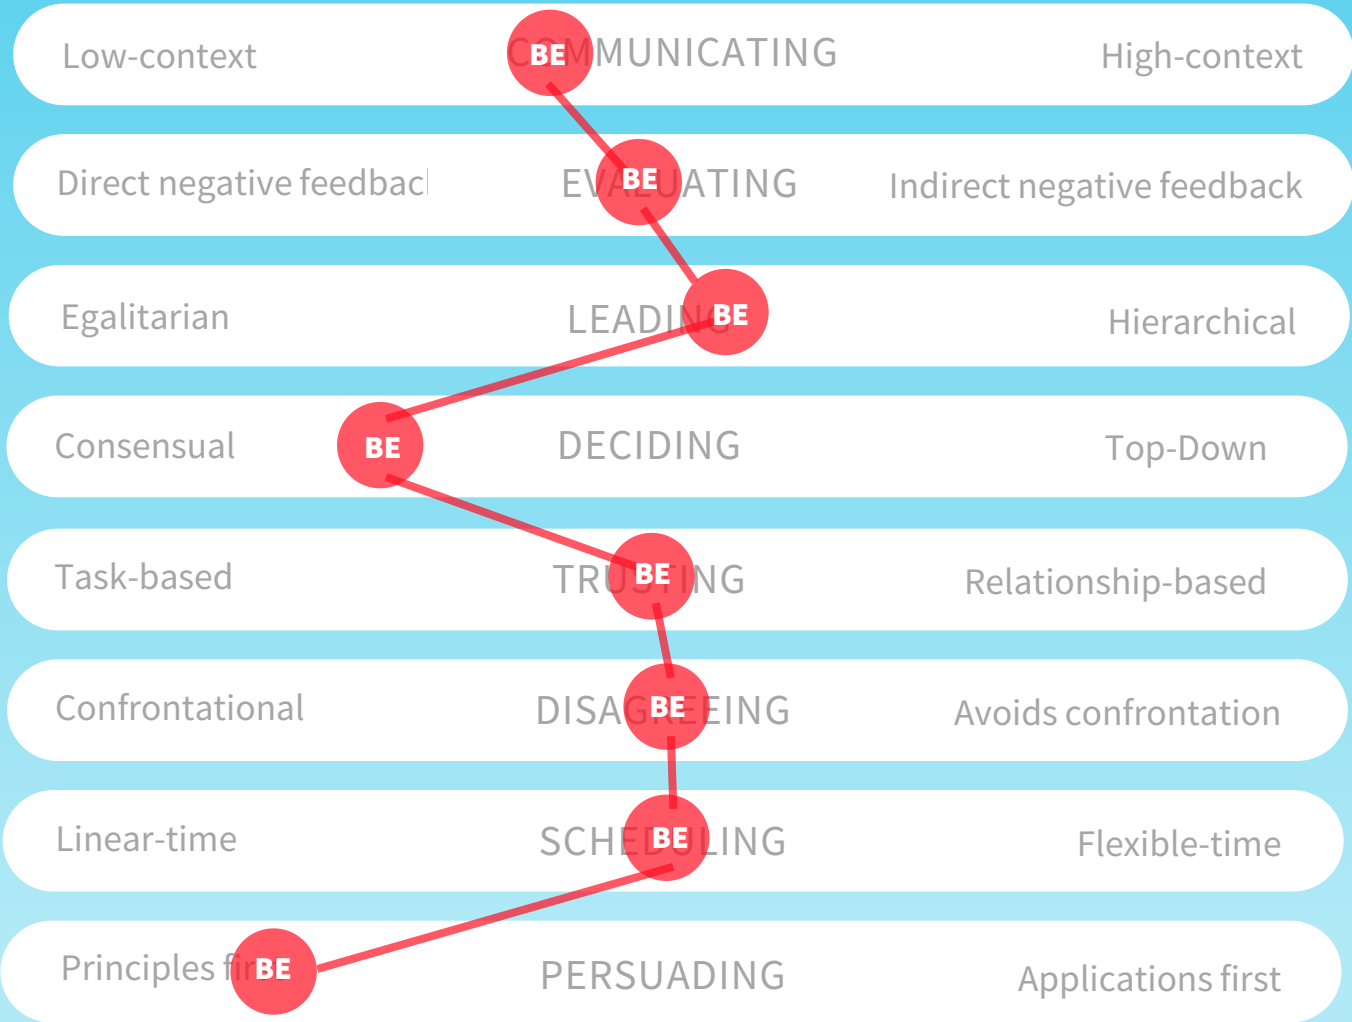 Low-context BE COMMUNICATING High-context
Direct negative feedback BE EVALUATING Indirect negative feedback
Egalitarian LEADING BE Hierarchical
Consensual BE DECIDING Top-Down
Task-based TRUSTING BE Relationship-based
Confrontational DISAGREEING BE Avoids confrontation
Linear-time SCHEDULING BE Flexible-time
Principles first BE PERSUADING Applications first